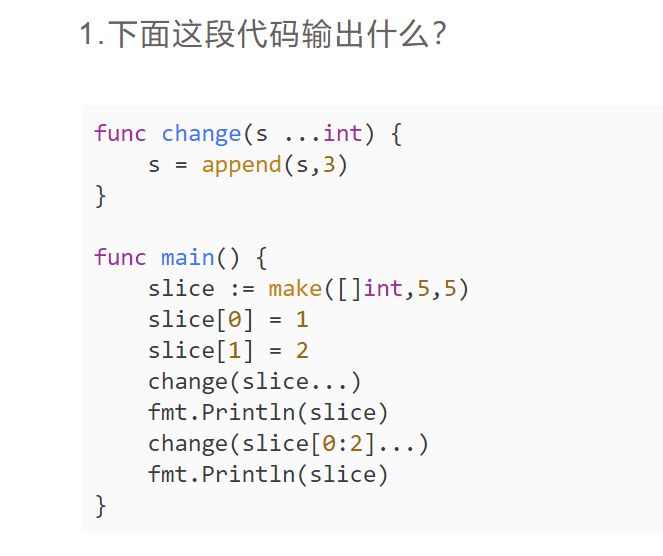 1.下面这段代码输出什么？
func change(s ...int) {
    s = append(s,3)
}
func main() {
    slice := make([]int,5,5)
    slice[0] = 1
    slice[1] = 2
    change(slice...)
    fmt.Println(slice)
    change(slice[0:2]...)
    fmt.Println(slice)
}